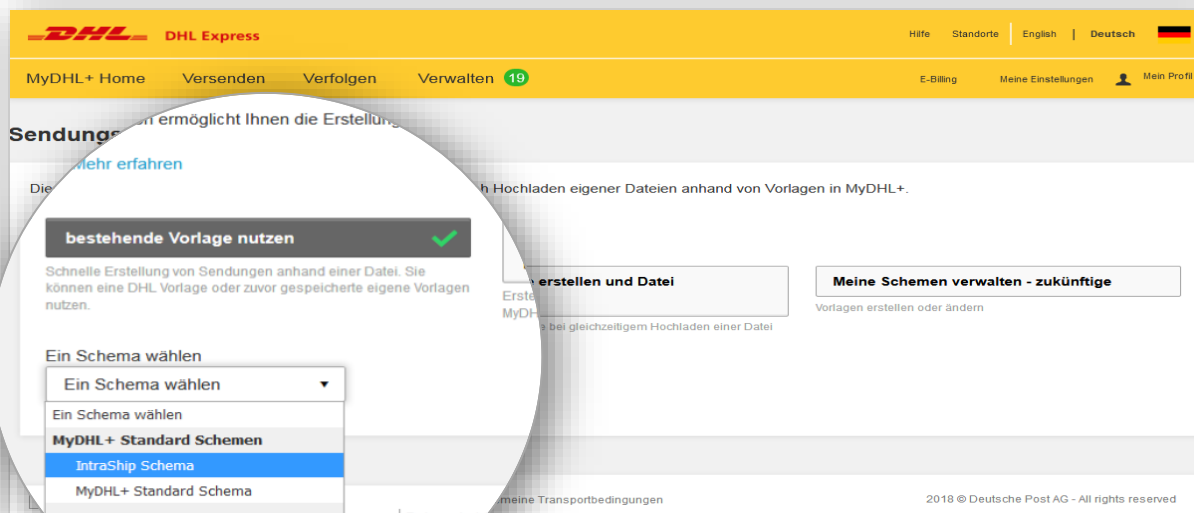 DHL DHL Express
Hilfe Standorte English | Deutsch
MyDHL+ Home Versenden Verfolgen Verwalten 19
E-Billing Meine Einstellungen Mein Profil
Sendungs
ermöglicht Ihnen die Erstellung
Mehr erfahren
Die
Hochladen eigener Dateien anhand von Vorlagen in MyDHL+.
bestehende Vorlage nutzen
Schnelle Erstellung von Sendungen anhand einer Datei. Sie
können eine DHL Vorlage oder zuvor gespeicherte eigene Vorlagen
nutzen.
erstellen und Datei
Erste
MyDH
bei gleichzeitigem Hochladen einer Datei
Meine Schemen verwalten - zukünftige
Vorlagen erstellen oder ändern
Ein Schema wählen
Ein Schema wählen
Ein Schema wählen
MyDHL+ Standard Schemen
IntraShip Schema
MyDHL+ Standard Schema
meine Transportbedingungen
2018 © Deutsche Post AG - All rights reserved